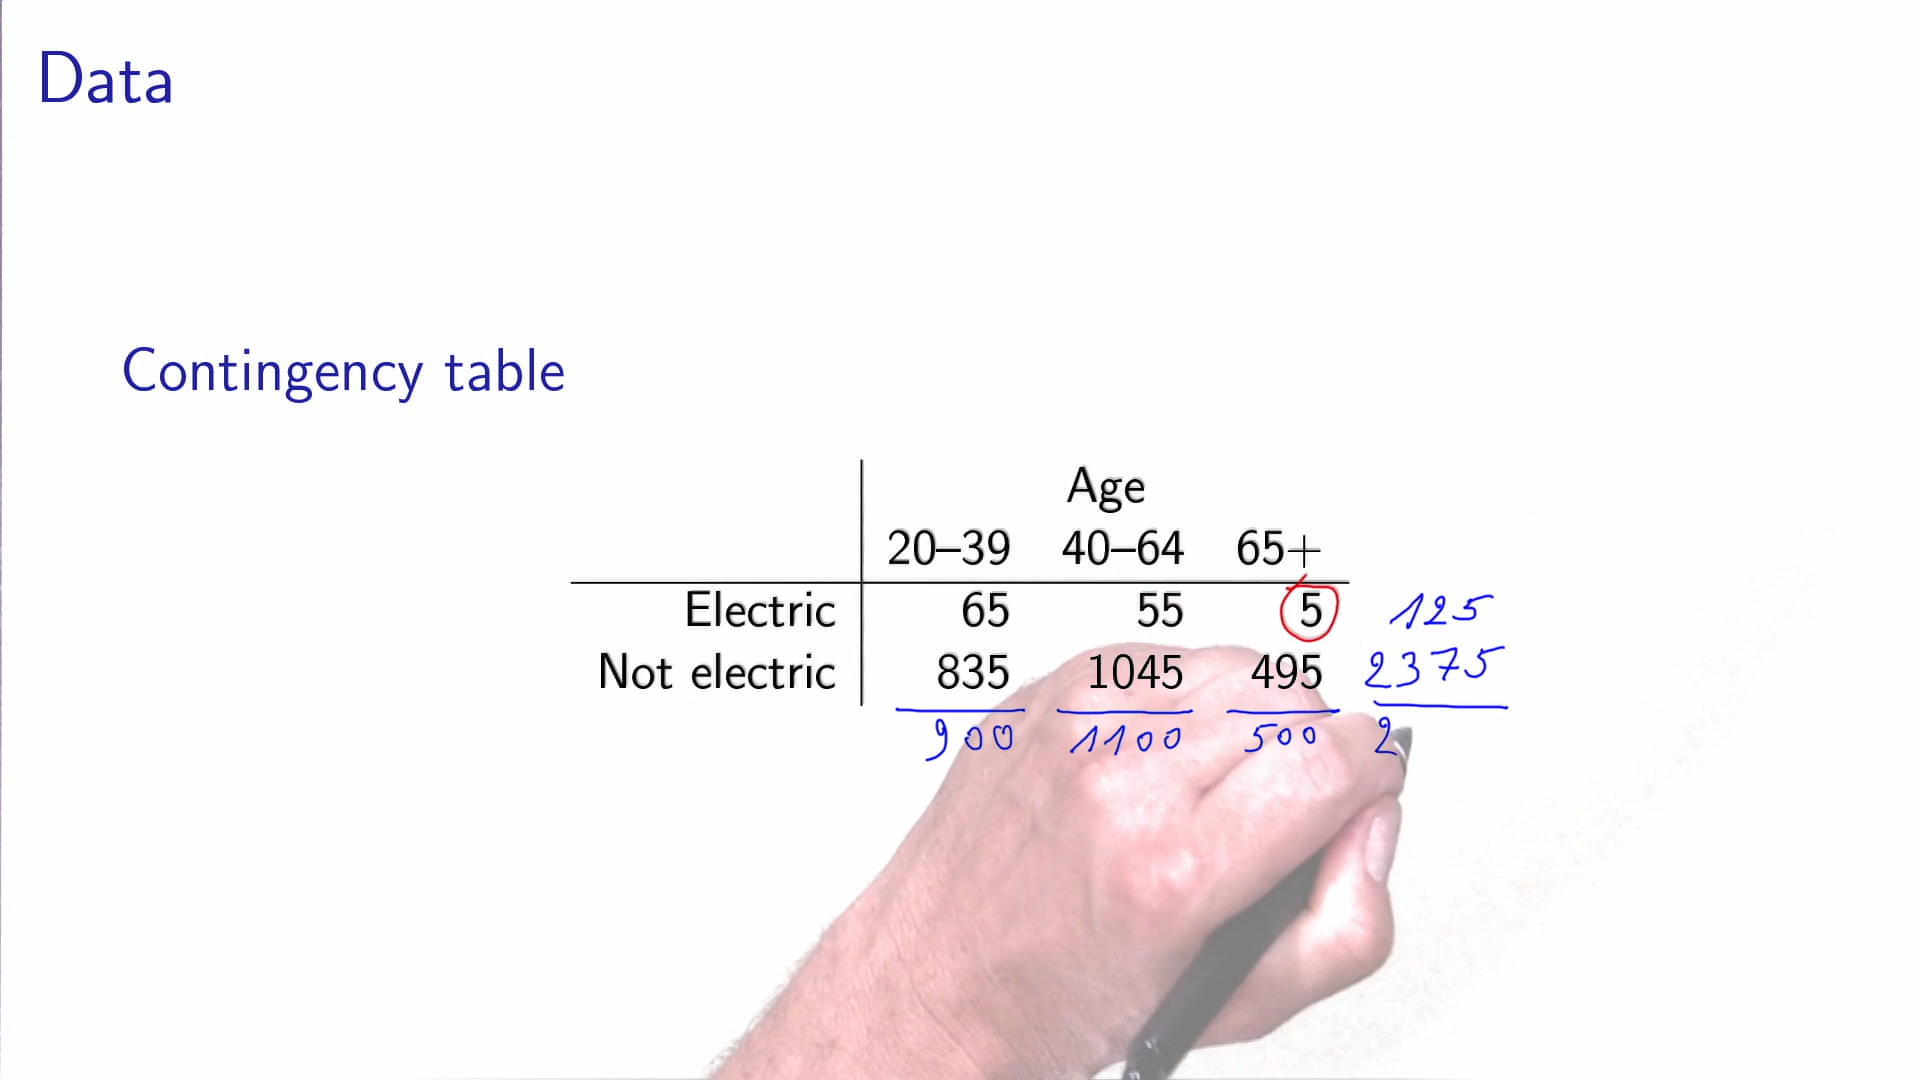 Data
Contingency table
Age
20–39 40–64 65+
Electric 65 55 5 125
Not electric 835 1045 495 2375
900 1100 500 2